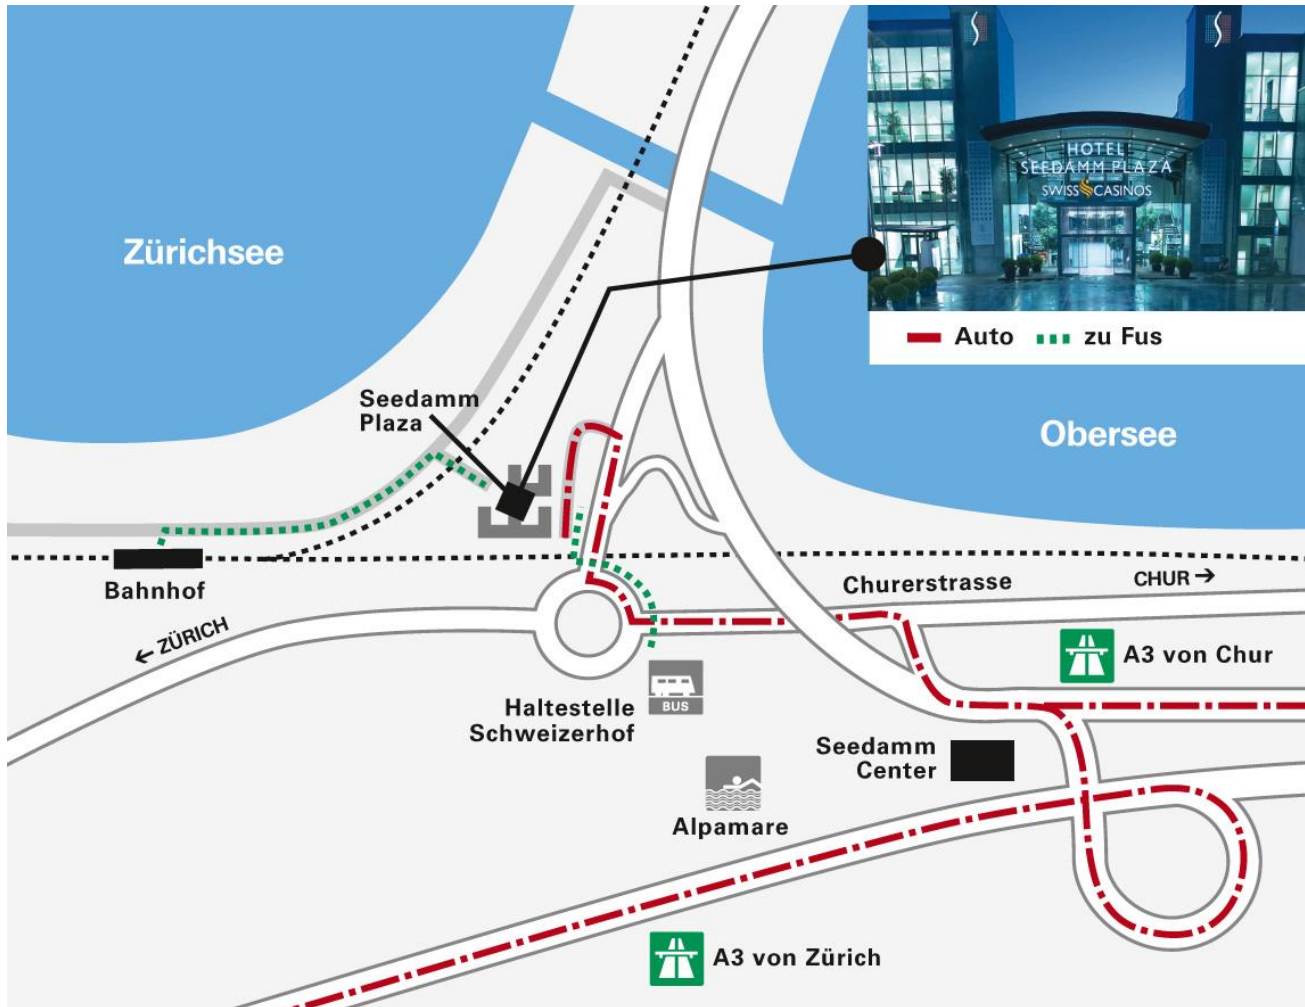 HOTEL
SEEDAMM PLAZA
SWISS CASINOS
Auto
zu Fus
Zürichsee
Obersee
Seedamm
Plaza
Bahnhof
← ZÜRICH
Churerstrasse
CHUR →
A3 von Chur
Haltestelle
Schweizerhof
BUS
Seedamm
Center
Alpamare
A3 von Zürich